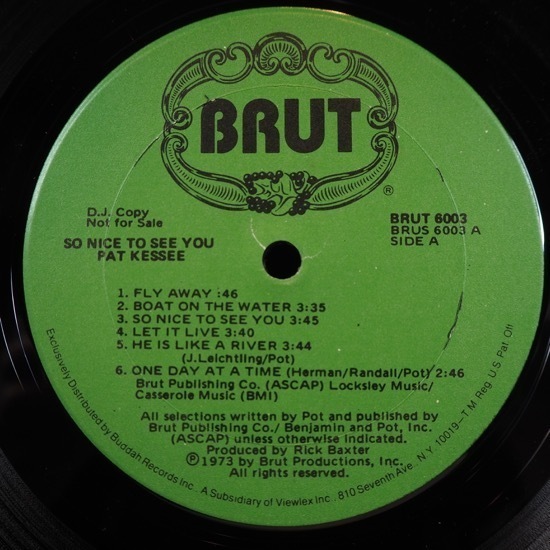 BRUT
®
D.J. Copy
Not for Sale
SO NICE TO SEE YOU
PAT KESSEE
BRUT 6003
BRUS 6003 A
SIDE A
1. FLY AWAY :46
2. BOAT ON THE WATER 3:35
3. SO NICE TO SEE YOU 3:45
4. LET IT LIVE 3:40
5. HE IS LIKE A RIVER 3:44
(J.Leichtling/Pot)
6. ONE DAY AT A TIME (Herman/Randall/Pot) 2:46
Brut Publishing Co. (ASCAP) Locksley Music/
Casserole Music (BMI)
All selections written by Pot and published by
Brut Publishing Co./ Benjamin and Pot, Inc.
(ASCAP) unless otherwise indicated.
Produced by Rick Baxter
℗1973 by Brut Productions, Inc.
All rights reserved.
Exclusively Distributed by Buddah Records Inc. A Subsidiary of Viewlex Inc. 810 Seventh Ave. N.Y. 10019—T.M. Reg. U.S. Pat. Off.